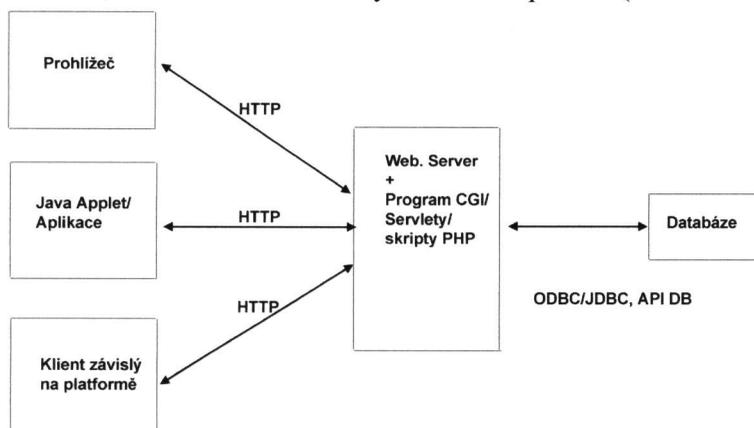 Prohlížeč
HTTP
Java Applet/
Aplikace
HTTP
Klient závislý
na platformě
HTTP
Web. Server
+
Program CGI/
Servlety/
skripty PHP
Databáze
ODBC/JDBC, API DB